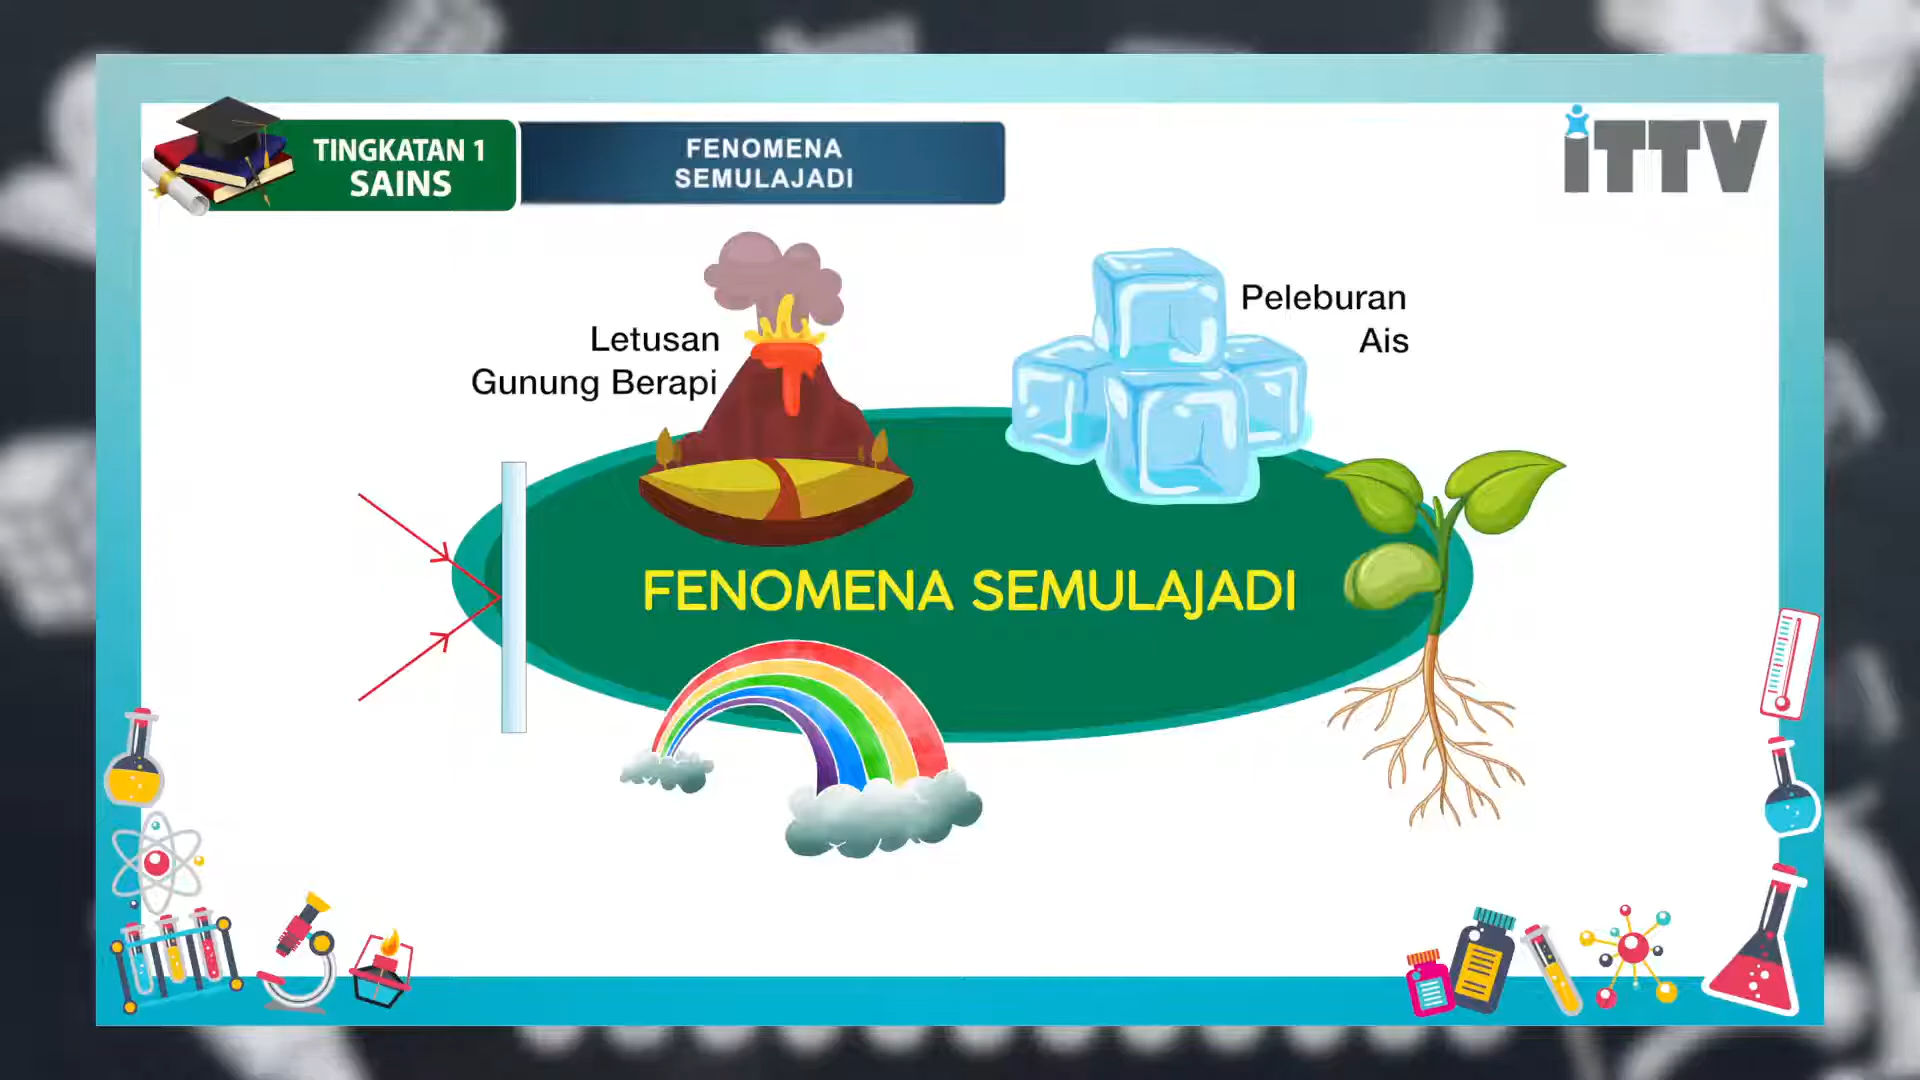 TINGKATAN 1
SAINS
FENOMENA
SEMULAJADI
iTTV
Letusan
Gunung Berapi
Peleburan
Ais
FENOMENA SEMULAJADI